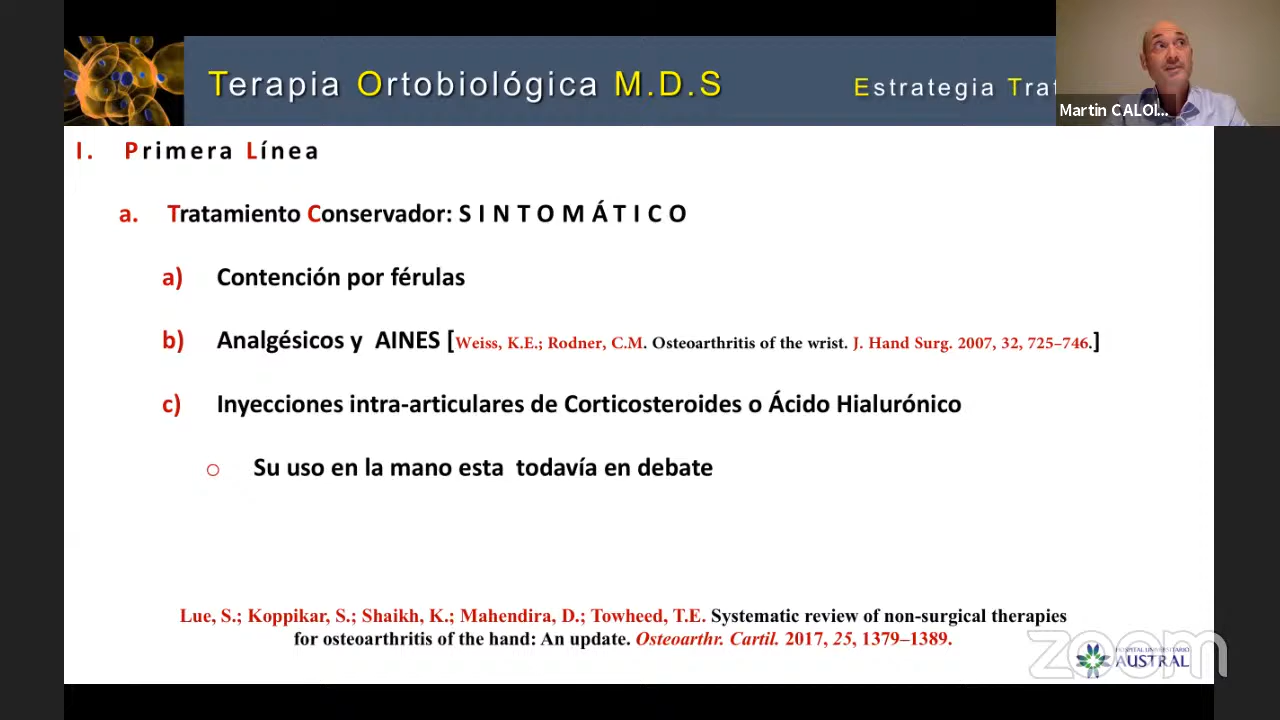 Terapia Ortobiológica M.D.S
Estrategia Trat
Martin CALOI...
I. Primera Línea
a. Tratamiento Conservador: S I N T O M Á T I C O
a) Contención por férulas
b) Analgésicos y AINES [Weiss, K.E.; Rodner, C.M. Osteoarthritis of the wrist. J. Hand Surg. 2007, 32, 725–746.]
c) Inyecciones intra-articulares de Corticosteroides o Ácido Hialurónico
o Su uso en la mano esta todavía en debate
Lue, S.; Koppikar, S.; Shaikh, K.; Mahendira, D.; Towheed, T.E. Systematic review of non-surgical therapies
for osteoarthritis of the hand: An update. Osteoarthr. Cartil. 2017, 25, 1379–1389.
zoom
HOSPITAL UNIVERSITARIO
AUSTRAL